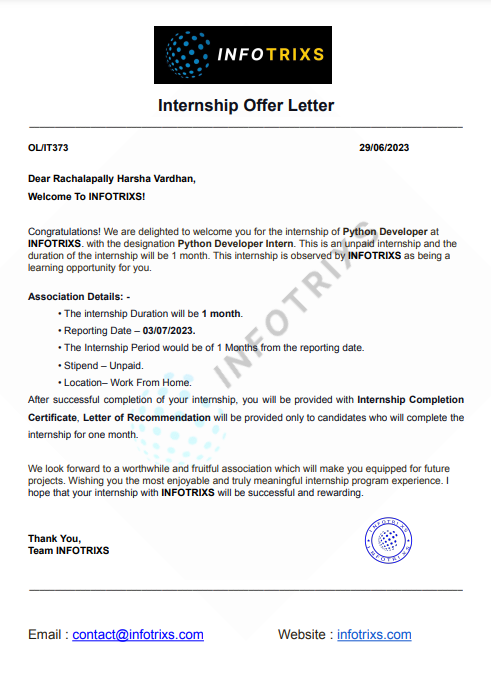 INFOTRIXS
Internship Offer Letter
OL/IT373 29/06/2023
Dear Rachalapally Harsha Vardhan,
Welcome To INFOTRIXS!
Congratulations! We are delighted to welcome you for the internship of Python Developer at
INFOTRIXS. with the designation Python Developer Intern. This is an unpaid internship and the
duration of the internship will be 1 month. This internship is observed by INFOTRIXS as being a
learning opportunity for you.
Association Details: -
• The internship Duration will be 1 month.
• Reporting Date – 03/07/2023.
• The Internship Period would be of 1 Months from the reporting date.
• Stipend – Unpaid.
• Location– Work From Home.
After successful completion of your internship, you will be provided with Internship Completion
Certificate, Letter of Recommendation will be provided only to candidates who will complete the
internship for one month.
We look forward to a worthwhile and fruitful association which will make you equipped for future
projects. Wishing you the most enjoyable and truly meaningful internship program experience. I
hope that your internship with INFOTRIXS will be successful and rewarding.
INFOTRIXS
Thank You,
Team INFOTRIXS
INFOTRIXS
INFOTRIXS
Email : contact@infotrixs.com Website : infotrixs.com